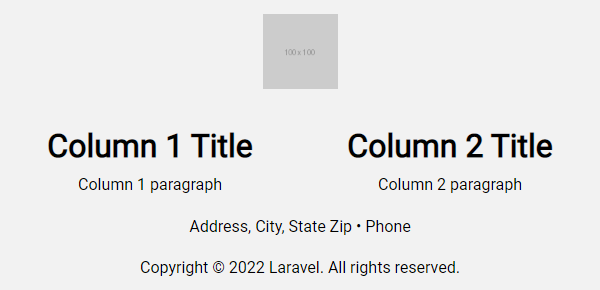 100 x 100
Column 1 Title
Column 2 Title
Column 1 paragraph
Column 2 paragraph
Address, City, State Zip • Phone
Copyright © 2022 Laravel. All rights reserved.